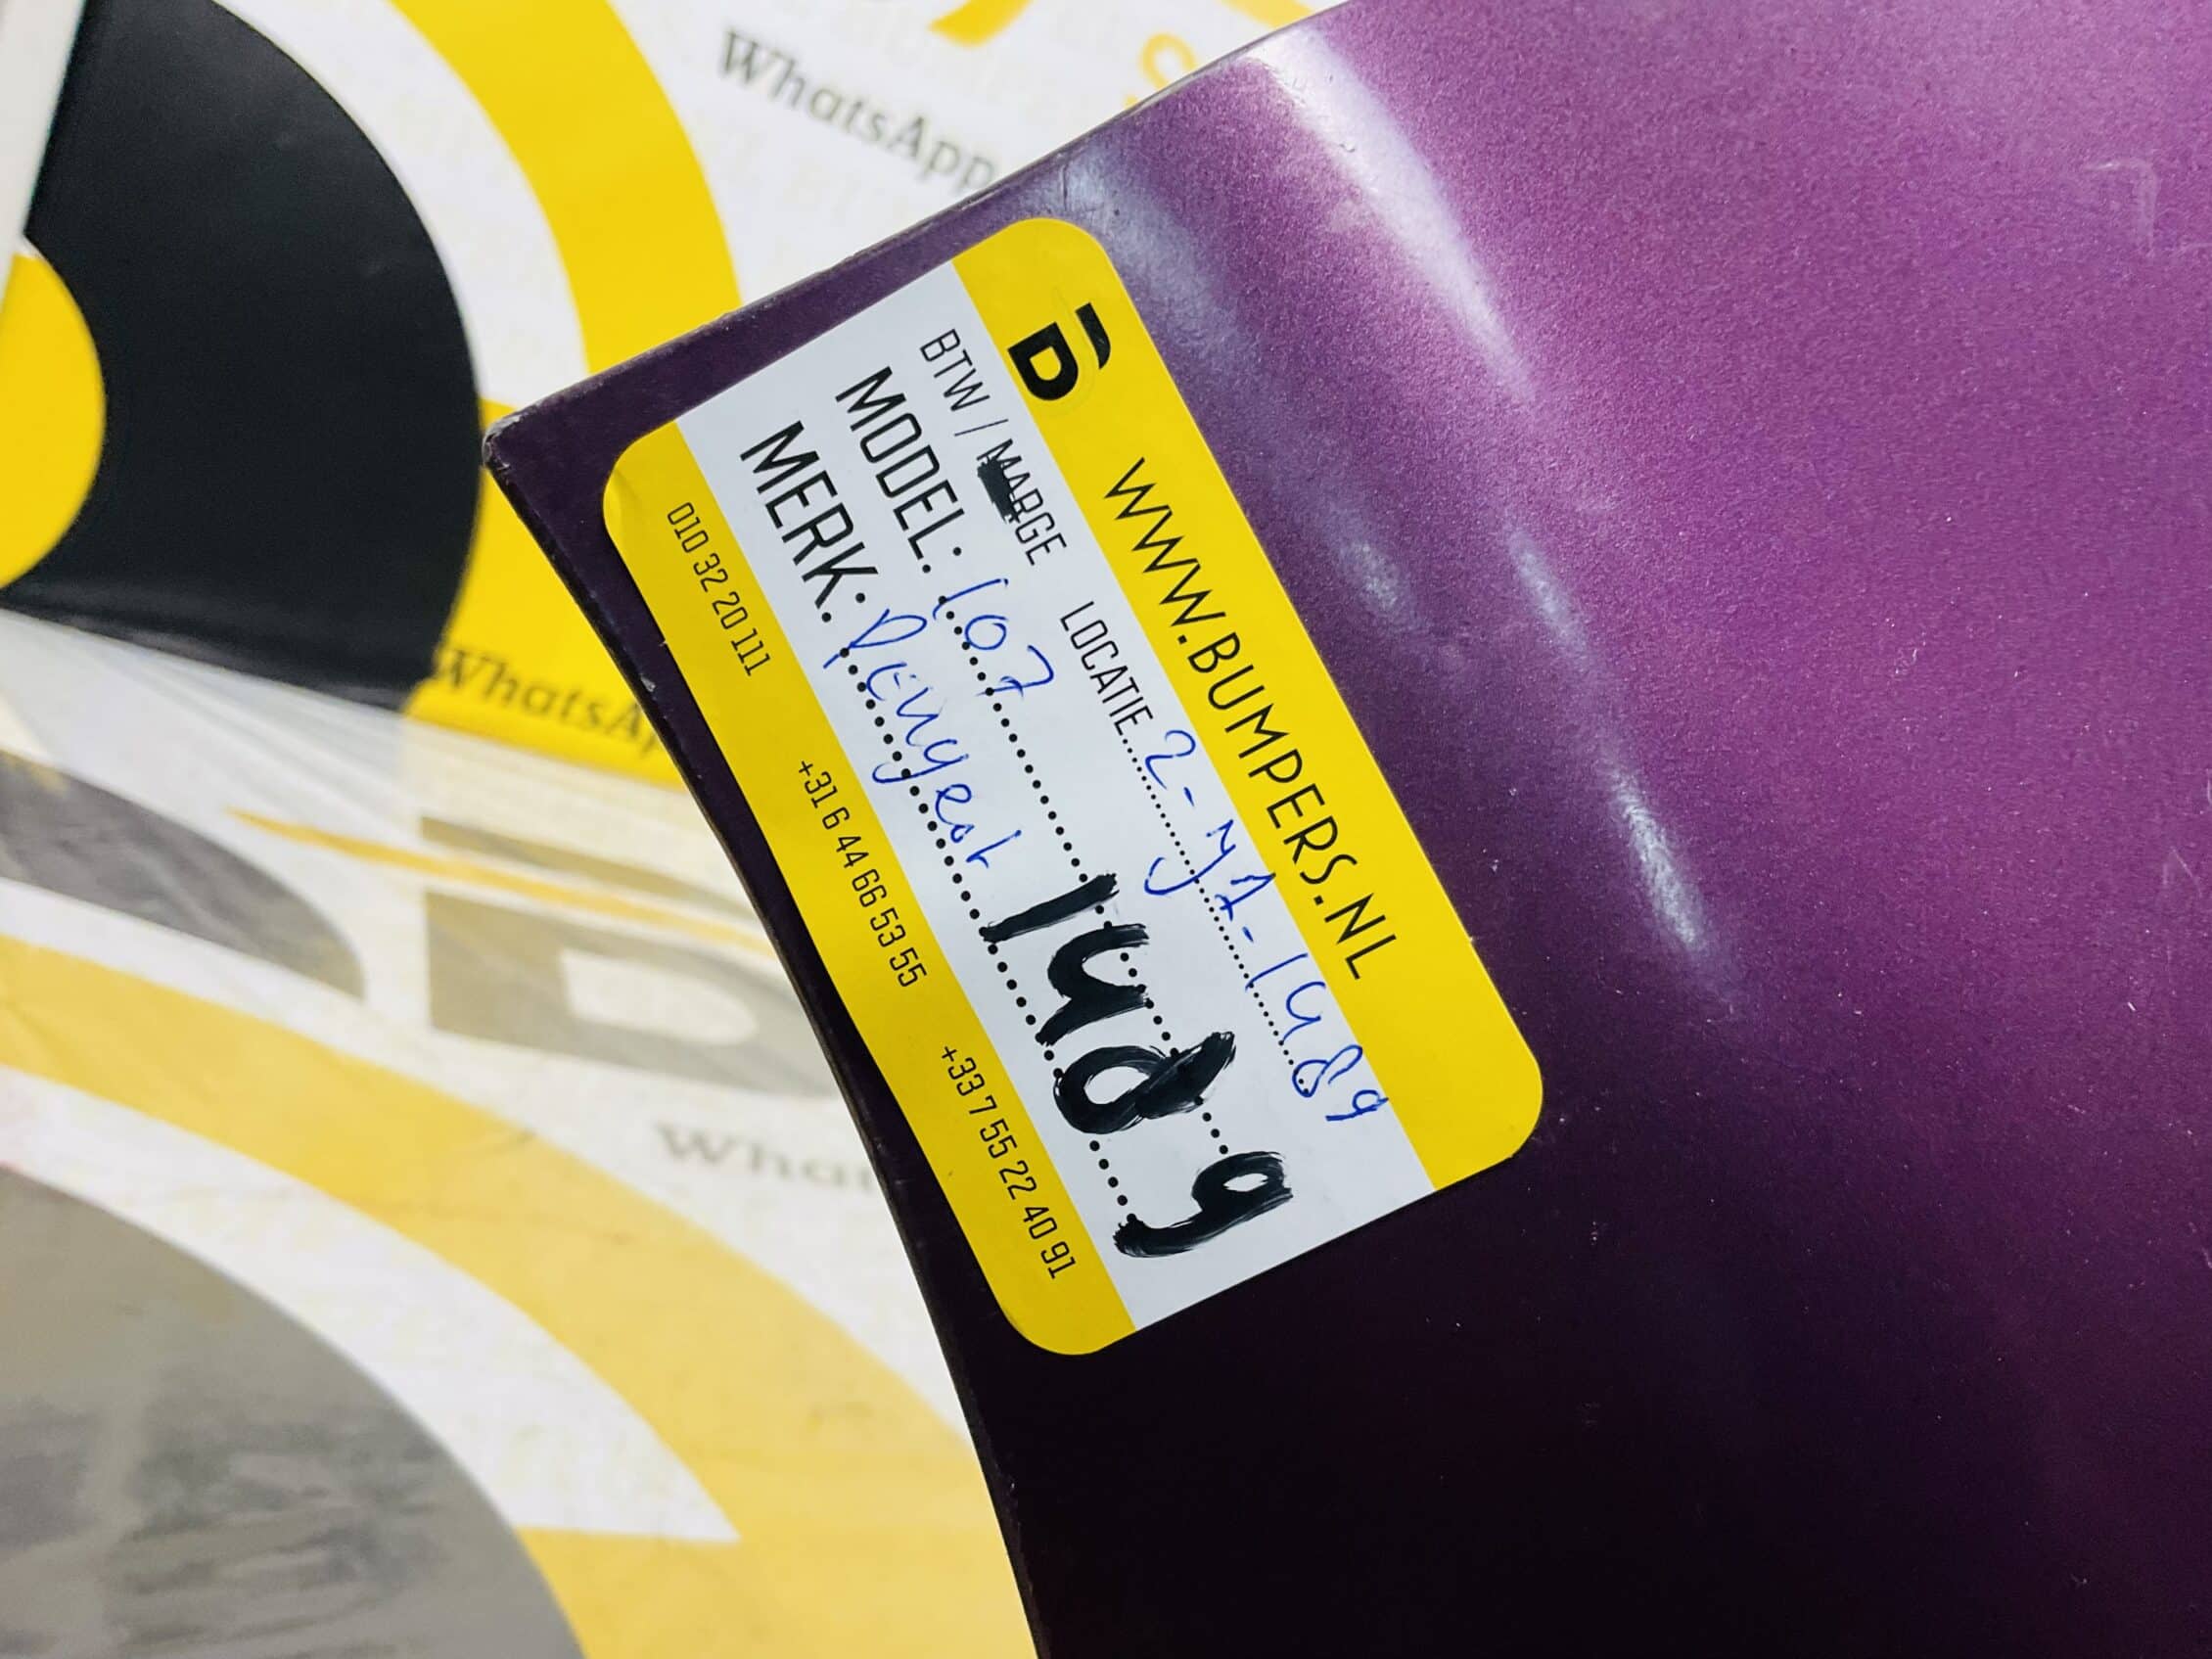 WhatsApp
WWW.BUMPERS.NL
BTW / MARGE LOCATIE 2-
-1489
MODEL: 107
MERK: Peugeot
1489
010 32 20 111 +31 6 44 66 53 55 +33 7 55 22 40 91